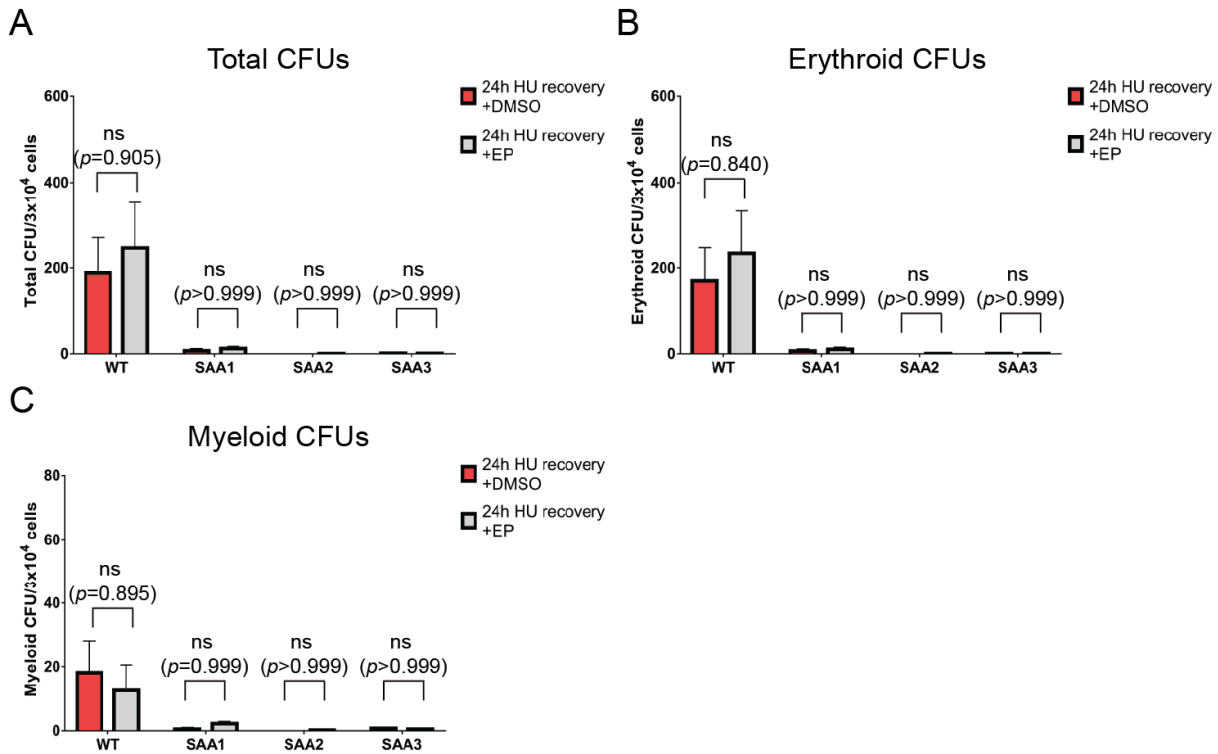 A
Total CFUs
24h HU recovery
+DMSO
24h HU recovery
+EP
Total CFU/3x10⁴ cells
600
400
200
0
ns
(p=0.905)
ns
(p>0.999)
ns
(p>0.999)
ns
(p>0.999)
WT
SAA1
SAA2
SAA3
B
Erythroid CFUs
24h HU recovery
+DMSO
24h HU recovery
+EP
Erythroid CFU/3x10⁴ cells
600
400
200
0
ns
(p=0.840)
ns
(p>0.999)
ns
(p>0.999)
ns
(p>0.999)
WT
SAA1
SAA2
SAA3
C
Myeloid CFUs
24h HU recovery
+DMSO
24h HU recovery
+EP
Myeloid CFU/3x10⁴ cells
80
60
40
20
0
ns
(p=0.895)
ns
(p=0.999)
ns
(p>0.999)
ns
(p>0.999)
WT
SAA1
SAA2
SAA3